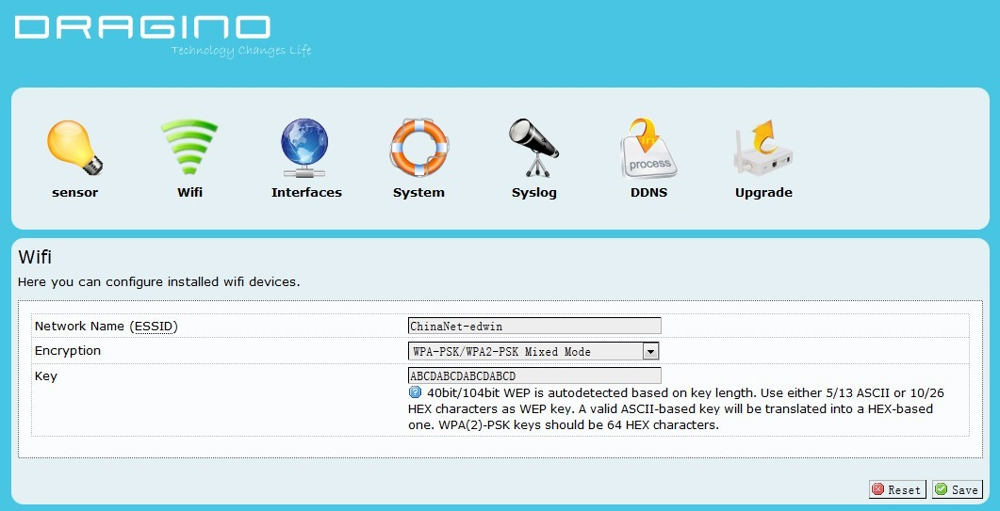 DRAGINO
Technology Changes Life
in
process
sensor
Wifi
Interfaces
System
Syslog
DDNS
Upgrade
Wifi
Here you can configure installed wifi devices.
Network Name (ESSID)
ChinaNet-edwin
Encryption
WPA-PSK/WPA2-PSK Mixed Mode
Key
ABCDABCDABCDABCD
40bit/104bit WEP is autodetected based on key length. Use either 5/13 ASCII or 10/26
HEX characters as WEP key. A valid ASCII-based key will be translated into a HEX-based
one. WPA(2)-PSK keys should be 64 HEX characters.
Reset
Save